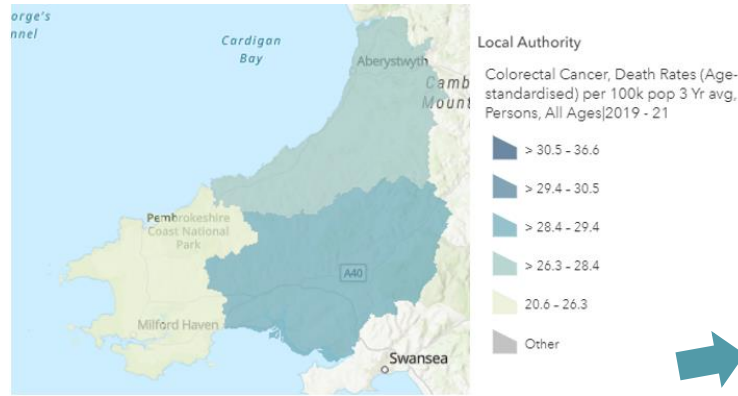 orge's
nnel
Cardigan
Bay
Aberystwyth
Camb
Mount
Pembrokeshire
Coast National
Park
A40
Milford Haven
Swansea
Local Authority
Colorectal Cancer, Death Rates (Age-
standardised) per 100k pop 3 Yr avg,
Persons, All Ages|2019 - 21
> 30.5 – 36.6
> 29.4 – 30.5
> 28.4 – 29.4
> 26.3 – 28.4
20.6 – 26.3
Other